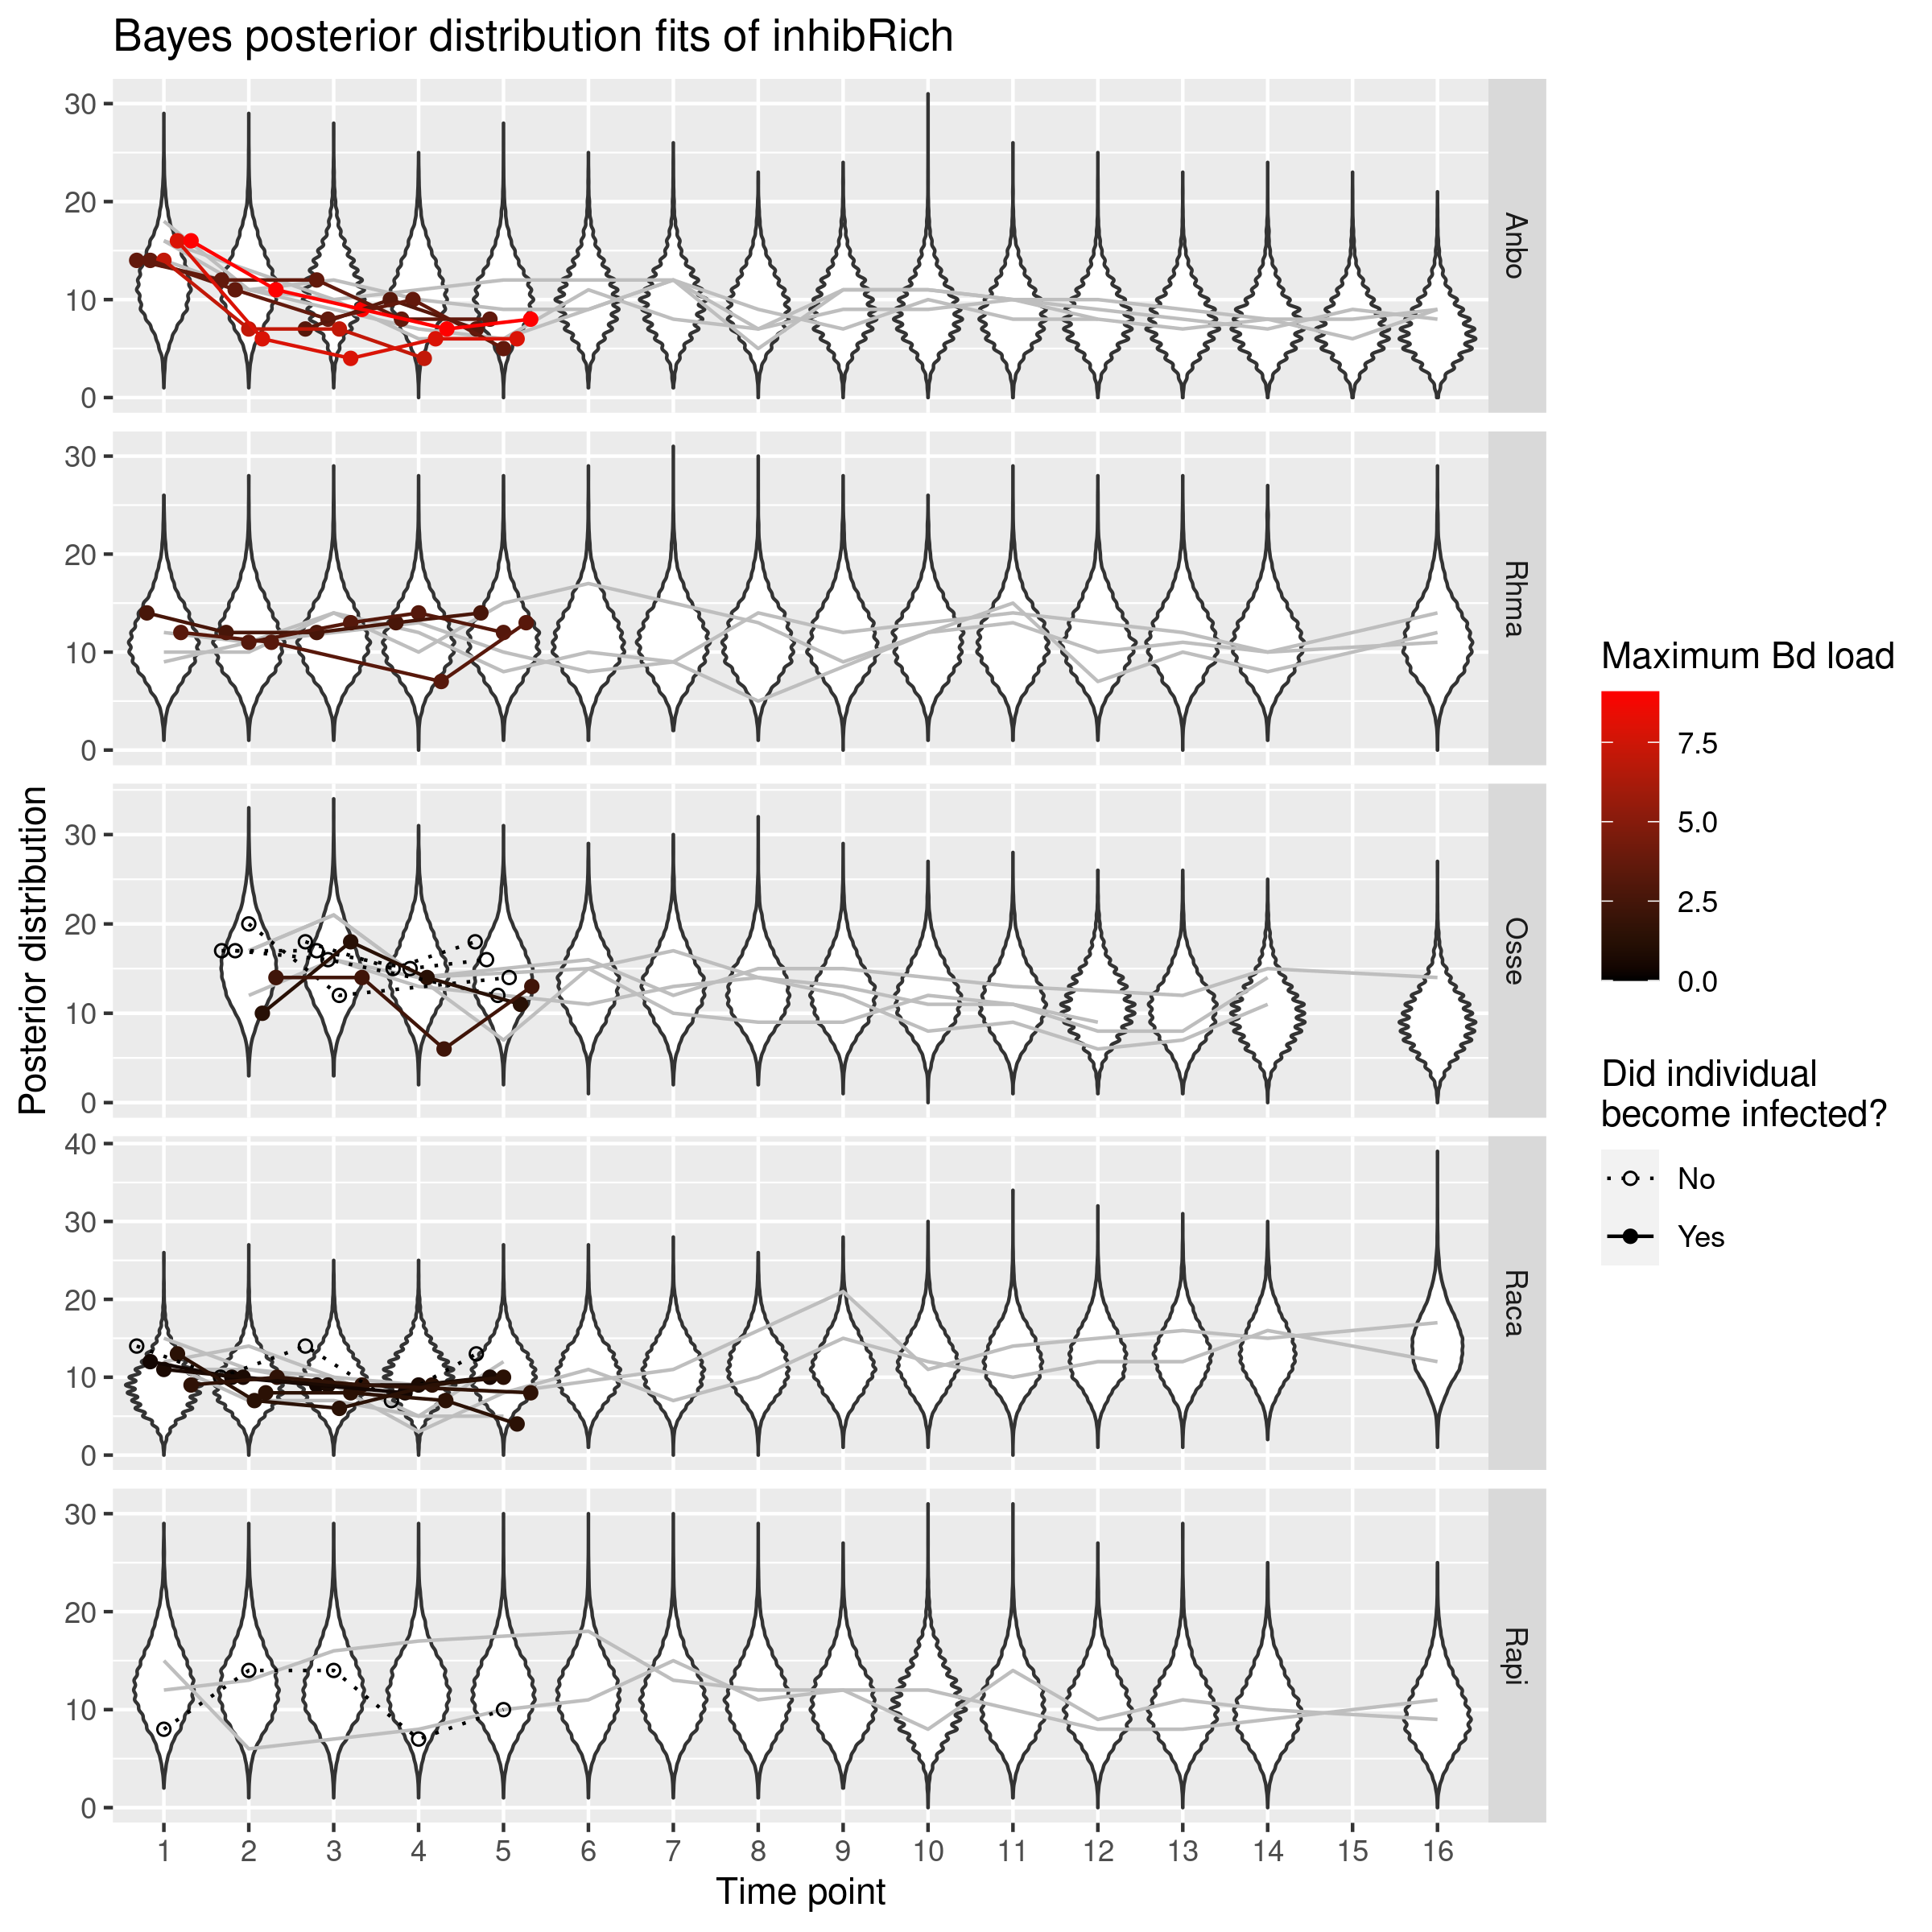 Bayes posterior distribution fits of inhibRich
30
20
10
0
Anbo
30
20
10
0
Rhma
30
20
10
0
Osse
40
30
20
10
0
Raca
30
20
10
0
Rapi
Posterior distribution
1 2 3 4 5 6 7 8 9 10 11 12 13 14 15 16
Time point
Maximum Bd load
7.5
5.0
2.5
0.0
Did individual
become infected?
No
Yes